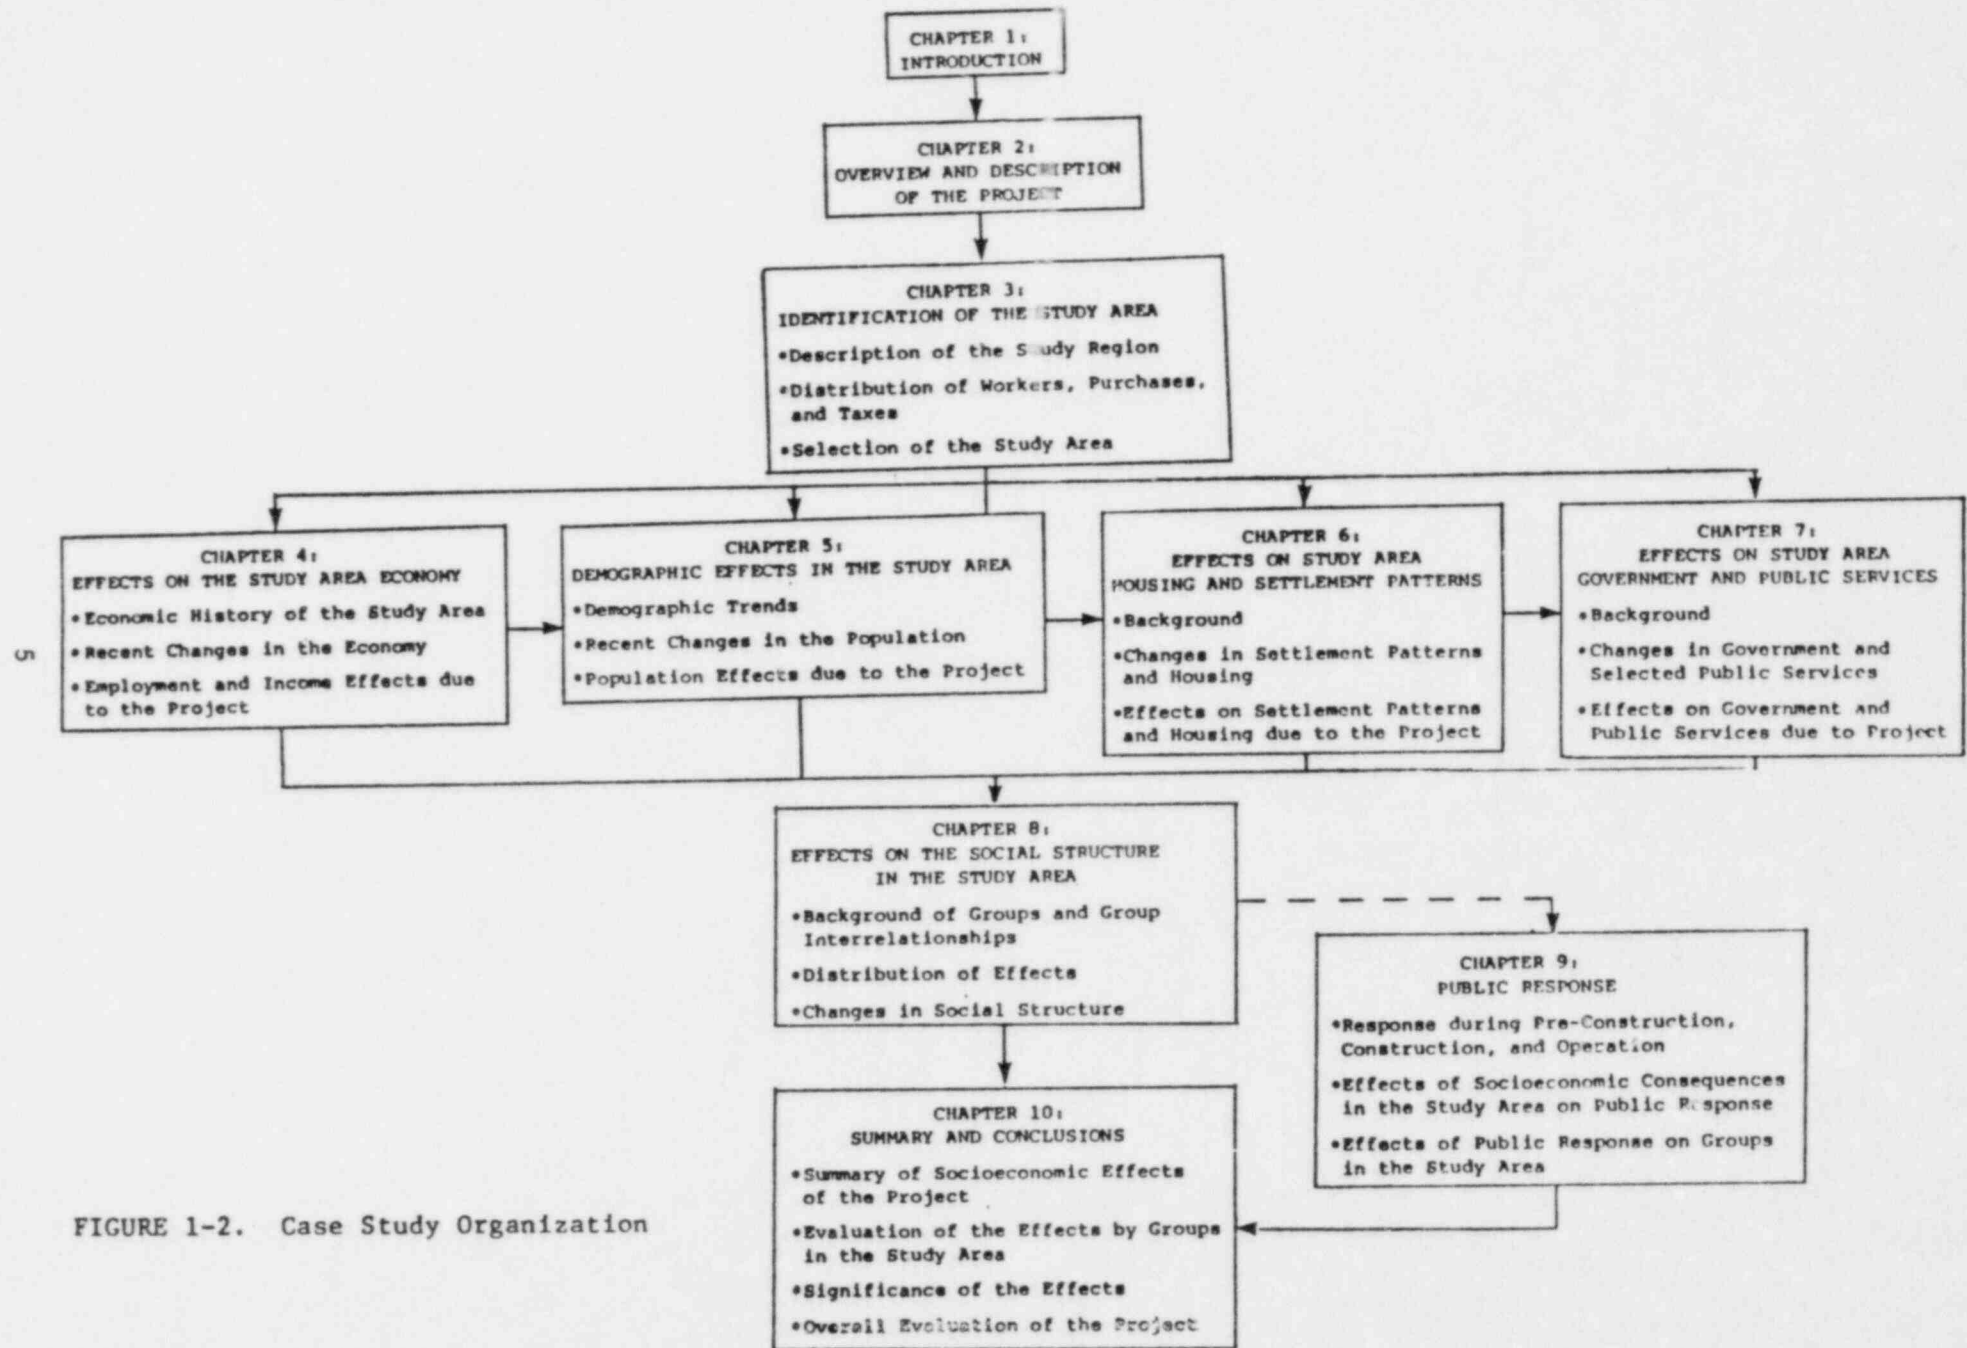 CHAPTER 1:
INTRODUCTION
CHAPTER 2:
OVERVIEW AND DESCRIPTION
OF THE PROJECT
CHAPTER 3:
IDENTIFICATION OF THE STUDY AREA
•Description of the Study Region
•Distribution of Workers, Purchases,
and Taxes
•Selection of the Study Area
CHAPTER 4:
EFFECTS ON THE STUDY AREA ECONOMY
•Economic History of the Study Area
•Recent Changes in the Economy
•Employment and Income Effects due
to the Project
CHAPTER 5:
DEMOGRAPHIC EFFECTS IN THE STUDY AREA
•Demographic Trends
•Recent Changes in the Population
•Population Effects due to the Project
CHAPTER 6:
EFFECTS ON STUDY AREA
HOUSING AND SETTLEMENT PATTERNS
•Background
•Changes in Settlement Patterns
and Housing
•Effects on Settlement Patterns
and Housing due to the Project
CHAPTER 7:
EFFECTS ON STUDY AREA
GOVERNMENT AND PUBLIC SERVICES
•Background
•Changes in Government and
Selected Public Services
•Effects on Government and
Public Services due to Project
5
CHAPTER 8:
EFFECTS ON THE SOCIAL STRUCTURE
IN THE STUDY AREA
•Background of Groups and Group
Interrelationships
•Distribution of Effects
•Changes in Social Structure
CHAPTER 9:
PUBLIC RESPONSE
•Response during Pre-Construction,
Construction, and Operation
•Effects of Socioeconomic Consequences
in the Study Area on Public Response
•Effects of Public Response on Groups
in the Study Area
CHAPTER 10:
SUMMARY AND CONCLUSIONS
•Summary of Socioeconomic Effects
of the Project
•Evaluation of the Effects by Groups
in the Study Area
•Significance of the Effects
•Overall Evaluation of the Project
FIGURE 1-2. Case Study Organization